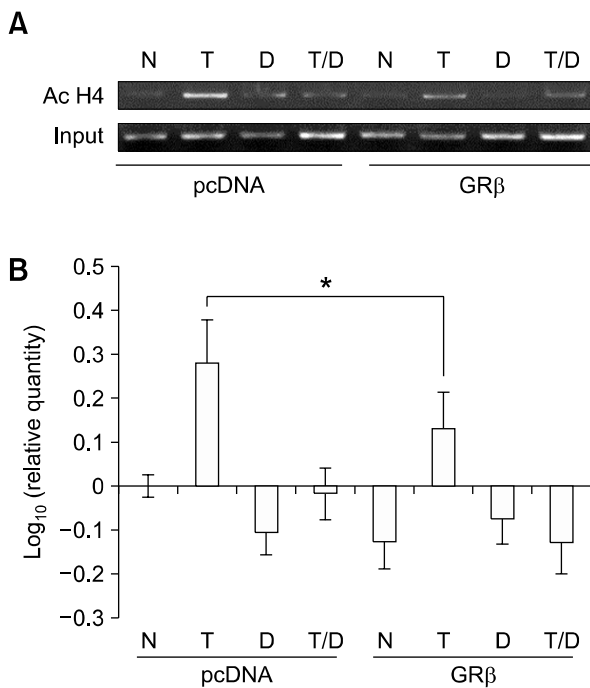 A
N T D T/D N T D T/D
Ac H4
Input
pcDNA GRβ
B
Log₁₀ (relative quantity)
0.5
0.4
0.3
0.2
0.1
0
−0.1
−0.2
−0.3
*
N T D T/D N T D T/D
pcDNA GRβ